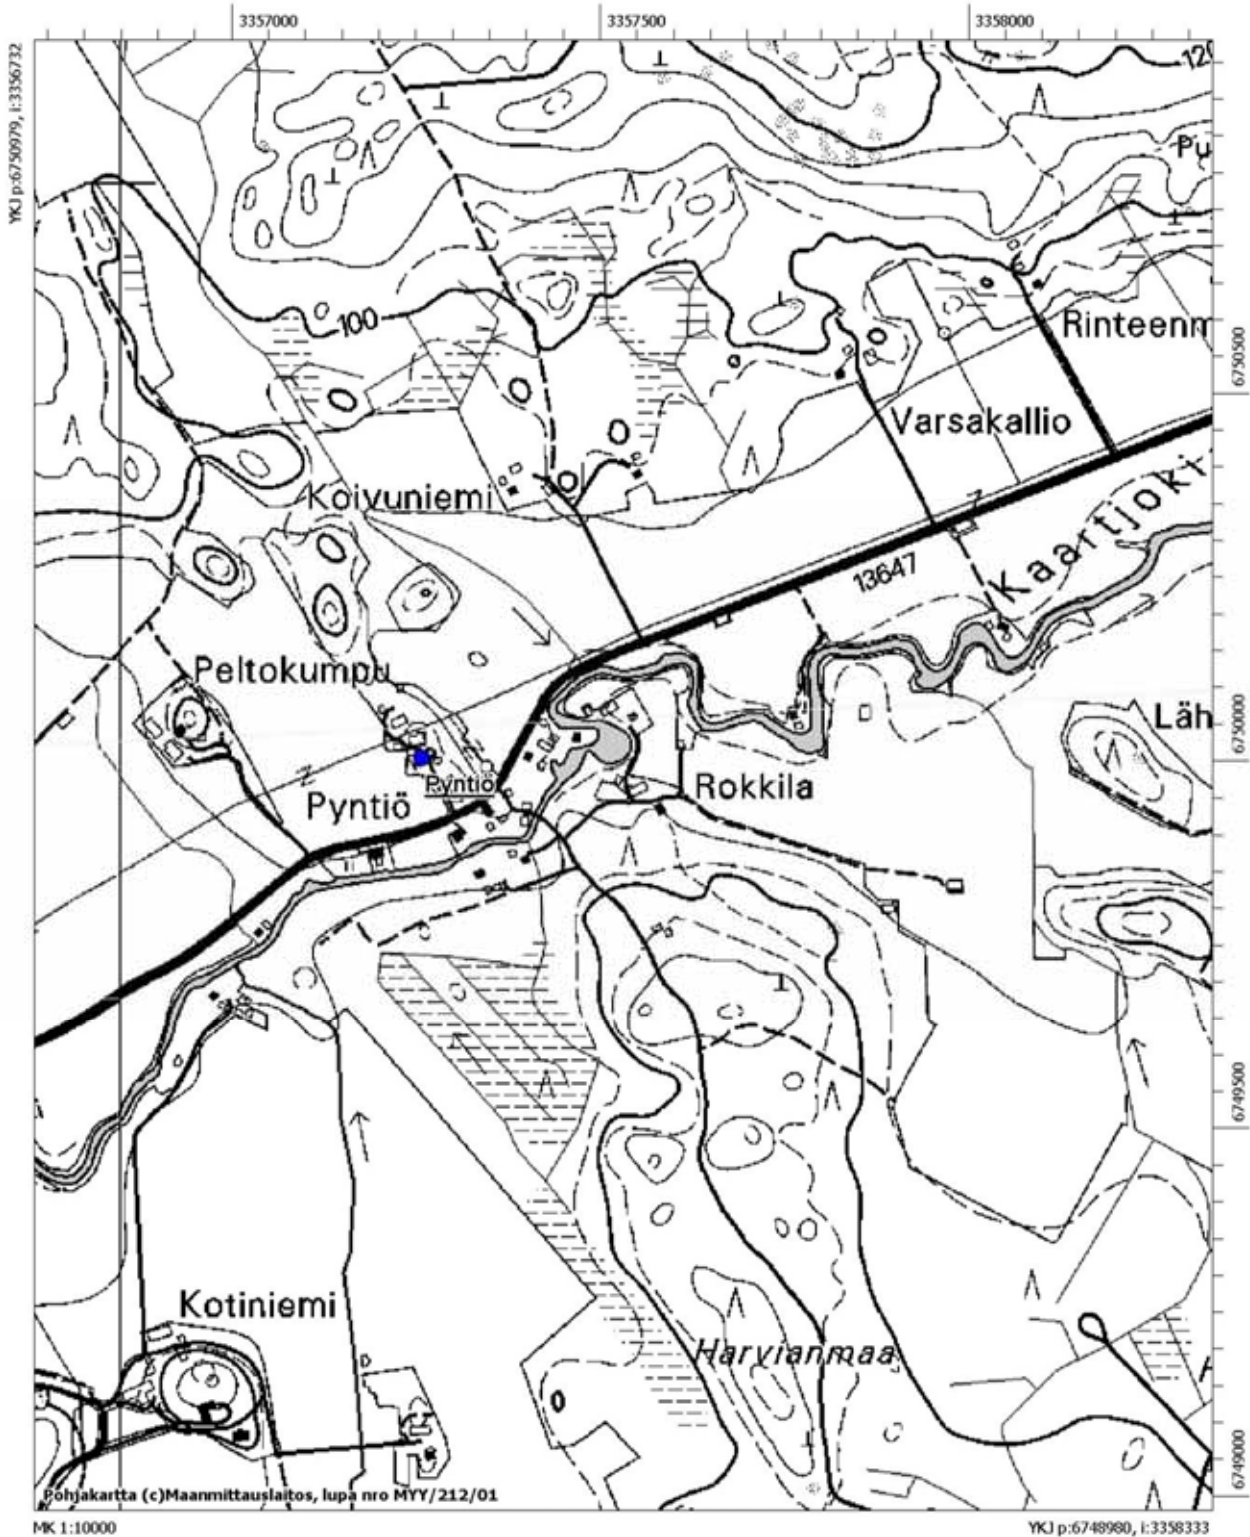 3357000
3357500
3358000
YKJ p:6750979, i:3356732
120
Pu
100
Rinteenm
6750500
Varsakallio
Koivuniemi
Kaartjoki
13647
Peltokumpu
Läh
6750000
Pyntiö
Rokkila
Pyntiö
6749500
Kotiniemi
Harvianmaa
6749000
Pohjakartta (c)Maanmittauslaitos, lupa nro MYY/212/01
MK 1:10000
YKJ p:6748980, i:3358333